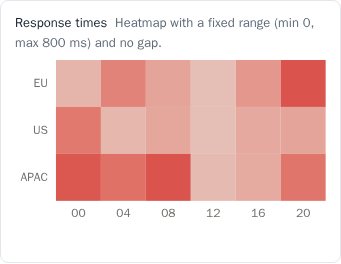 Response times Heatmap with a fixed range (min 0,
max 800 ms) and no gap.
EU
US
APAC
00 04 08 12 16 20